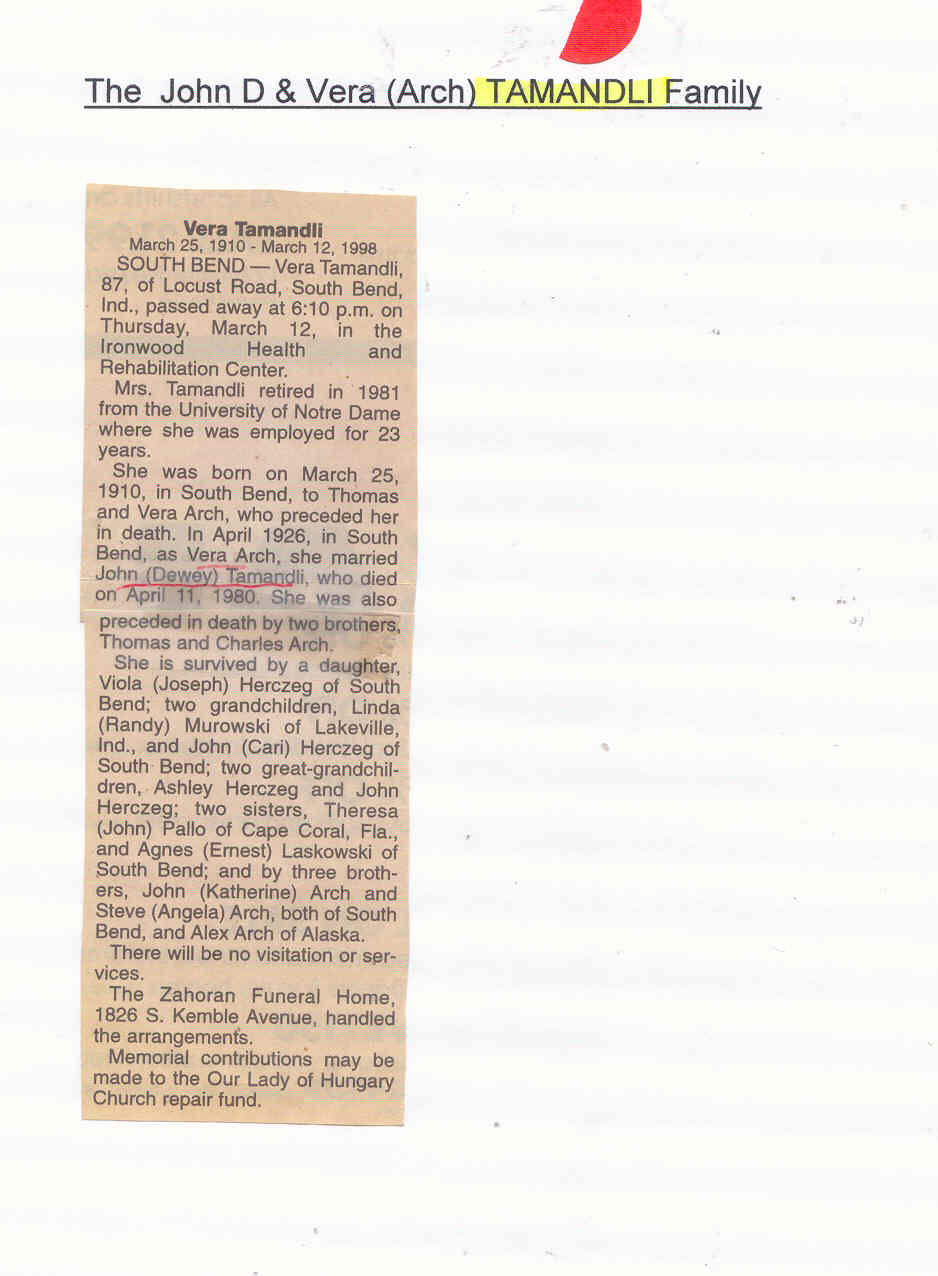 The John D & Vera (Arch) TAMANDLI Family
Vera Tamandli
March 25, 1910 - March 12, 1998
SOUTH BEND — Vera Tamandli,
87, of Locust Road, South Bend,
Ind., passed away at 6:10 p.m. on
Thursday, March 12, in the
Ironwood Health and
Rehabilitation Center.
Mrs. Tamandli retired in 1981
from the University of Notre Dame
where she was employed for 23
years.
She was born on March 25,
1910, in South Bend, to Thomas
and Vera Arch, who preceded her
in death. In April 1926, in South
Bend, as Vera Arch, she married
John (Dewey) Tamandli, who died
on April 11, 1980. She was also
preceded in death by two brothers,
Thomas and Charles Arch.
She is survived by a daughter,
Viola (Joseph) Herczeg of South
Bend; two grandchildren, Linda
(Randy) Murowski of Lakeville,
Ind., and John (Cari) Herczeg of
South Bend; two great-grandchil-
dren, Ashley Herczeg and John
Herczeg; two sisters, Theresa
(John) Pallo of Cape Coral, Fla.,
and Agnes (Ernest) Laskowski of
South Bend; and by three broth-
ers, John (Katherine) Arch and
Steve (Angela) Arch, both of South
Bend, and Alex Arch of Alaska.
There will be no visitation or ser-
vices.
The Zahoran Funeral Home,
1826 S. Kemble Avenue, handled
the arrangements.
Memorial contributions may be
made to the Our Lady of Hungary
Church repair fund.